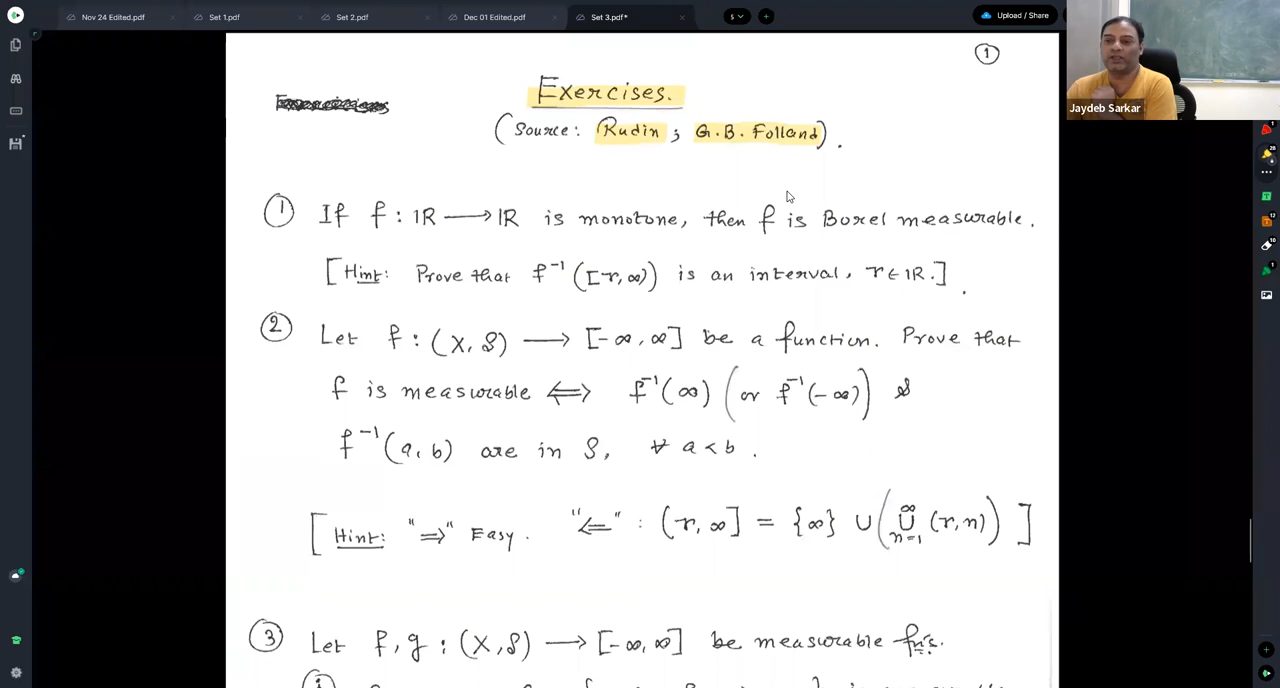 Nov 24 Edited.pdf
Set 1.pdf
Set 2.pdf
Dec 01 Edited.pdf
Set 3.pdf*
5
Upload / Share
Jaydeb Sarkar
①
Exercises.
(Source: Rudin ; G.B. Folland).
① If f : ℝ ⟶ ℝ is monotone, then f is Borel measurable.
[Hint: Prove that f⁻¹([r, ∞)) is an interval, r ∈ ℝ.].
② Let f : (X, S) ⟶ [-∞, ∞] be a function. Prove that
f is measurable ⟺ f⁻¹(∞) (or f⁻¹(-∞)) &
f⁻¹(a, b) are in S, ∀ a < b.
[Hint: "⇒" Easy. "⇐" : (r, ∞] = {∞} ∪ (⋃_{n=1}^{∞} (r, n)) ]
③ Let f, g : (X, S) ⟶ [-∞, ∞] be measurable fn's.